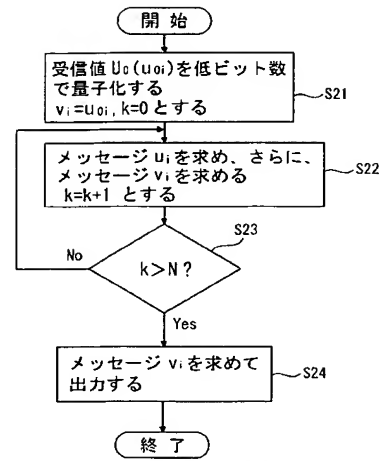 開始
受信値U₀(u₀ᵢ)を低ビット数
で量子化する
vᵢ=u₀ᵢ,k=0とする
S21
メッセージuᵢを求め、さらに、
メッセージvᵢを求める
k=k+1 とする
S22
S23
No
k>N?
Yes
メッセージvᵢを求めて
出力する
S24
終了